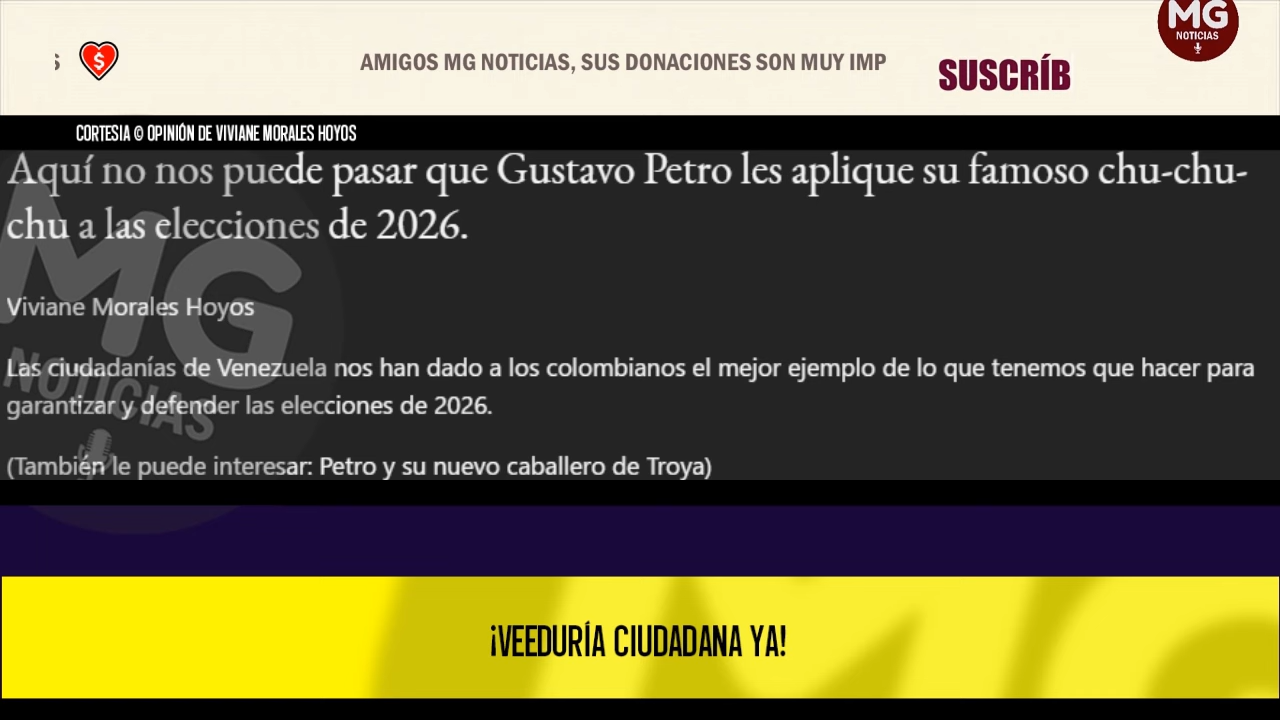 MG
NOTICIAS
AMIGOS MG NOTICIAS, SUS DONACIONES SON MUY IMP
SUSCRÍB
CORTESIA © OPINIÓN DE VIVIANE MORALES HOYOS
Aquí no nos puede pasar que Gustavo Petro les aplique su famoso chu-chu-
chu a las elecciones de 2026.
Viviane Morales Hoyos
Las ciudadanías de Venezuela nos han dado a los colombianos el mejor ejemplo de lo que tenemos que hacer para
garantizar y defender las elecciones de 2026.
(También le puede interesar: Petro y su nuevo caballero de Troya)
MG
NOTICIAS
¡VEEDURÍA CIUDADANA YA!